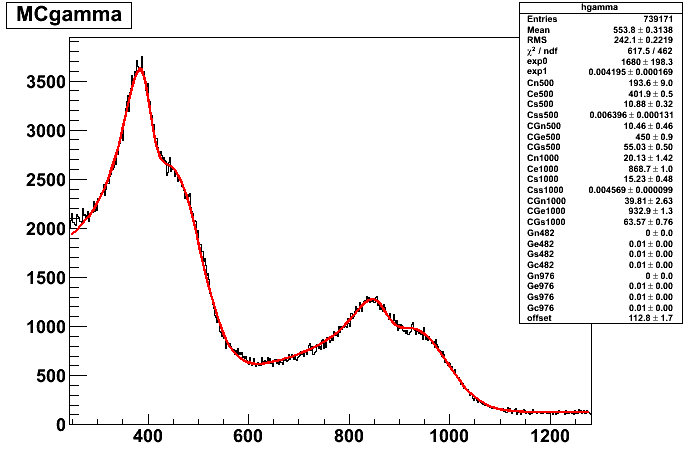 MCgamma
hgamma
Entries 739171
Mean 553.8 ± 0.3138
RMS 242.1 ± 0.2219
χ² / ndf 617.5 / 462
exp0 1680 ± 198.3
exp1 0.004195 ± 0.000169
Cn500 193.6 ± 9.0
Ce500 401.9 ± 0.5
Cs500 10.88 ± 0.32
Css500 0.006396 ± 0.000131
CGn500 10.46 ± 0.46
CGe500 450 ± 0.9
CGs500 55.03 ± 0.50
Cn1000 20.13 ± 1.42
Ce1000 868.7 ± 1.0
Cs1000 15.23 ± 0.48
Css1000 0.004569 ± 0.000099
CGn1000 39.81 ± 2.63
CGe1000 932.9 ± 1.3
CGs1000 63.57 ± 0.76
Gn482 0 ± 0.0
Ge482 0.01 ± 0.00
Gs482 0.01 ± 0.00
Gc482 0.01 ± 0.00
Gn976 0 ± 0.0
Ge976 0.01 ± 0.00
Gs976 0.01 ± 0.00
Gc976 0.01 ± 0.00
offset 112.8 ± 1.7
3500
3000
2500
2000
1500
1000
500
0
400 600 800 1000 1200